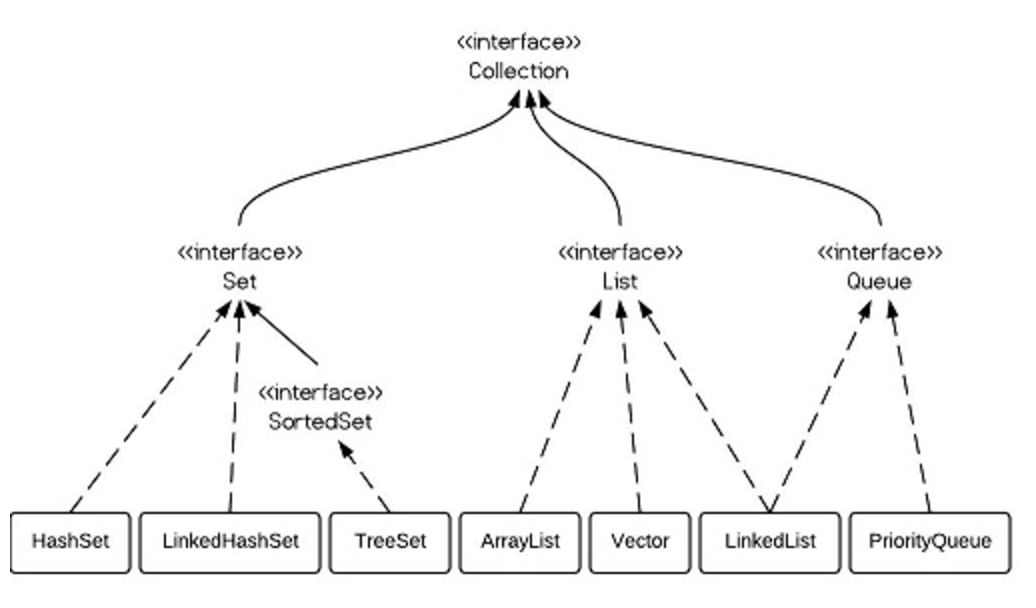 <<interface>>
Collection
<<interface>>
Set
<<interface>>
List
<<interface>>
Queue
<<interface>>
SortedSet
HashSet
LinkedHashSet
TreeSet
ArrayList
Vector
LinkedList
PriorityQueue